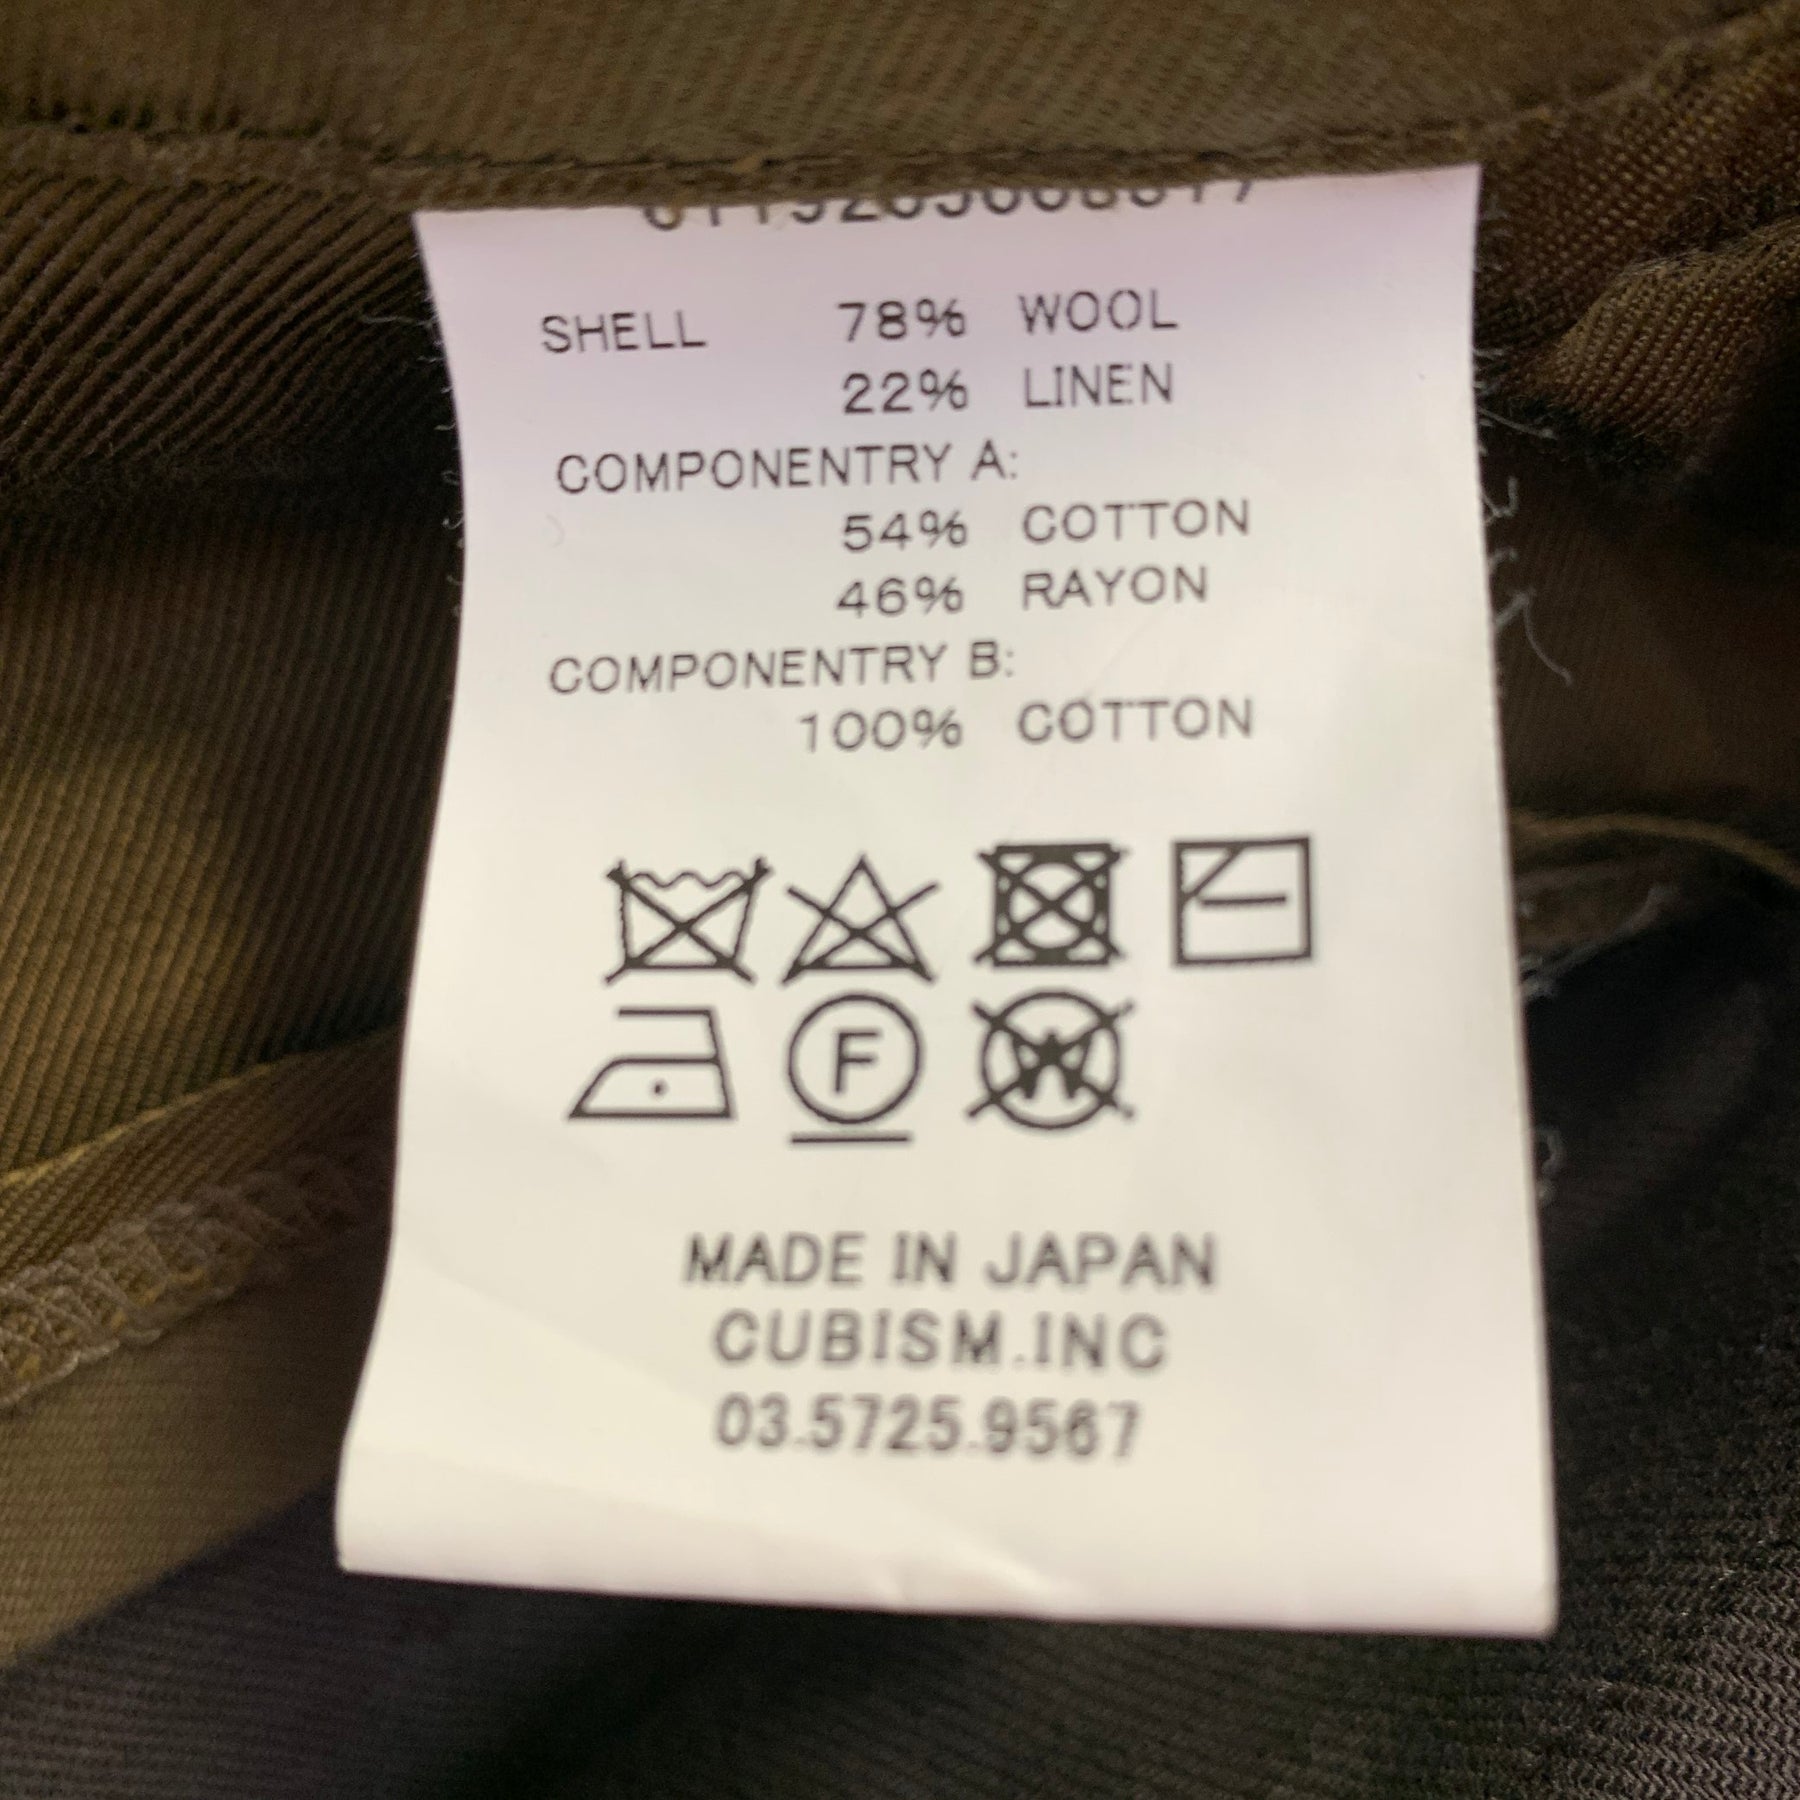 SHELL 78% WOOL
22% LINEN
COMPONENTRY A:
54% COTTON
46% RAYON
COMPONENTRY B:
100% COTTON
F
W
MADE IN JAPAN
CUBISM.INC
03.5725.9567